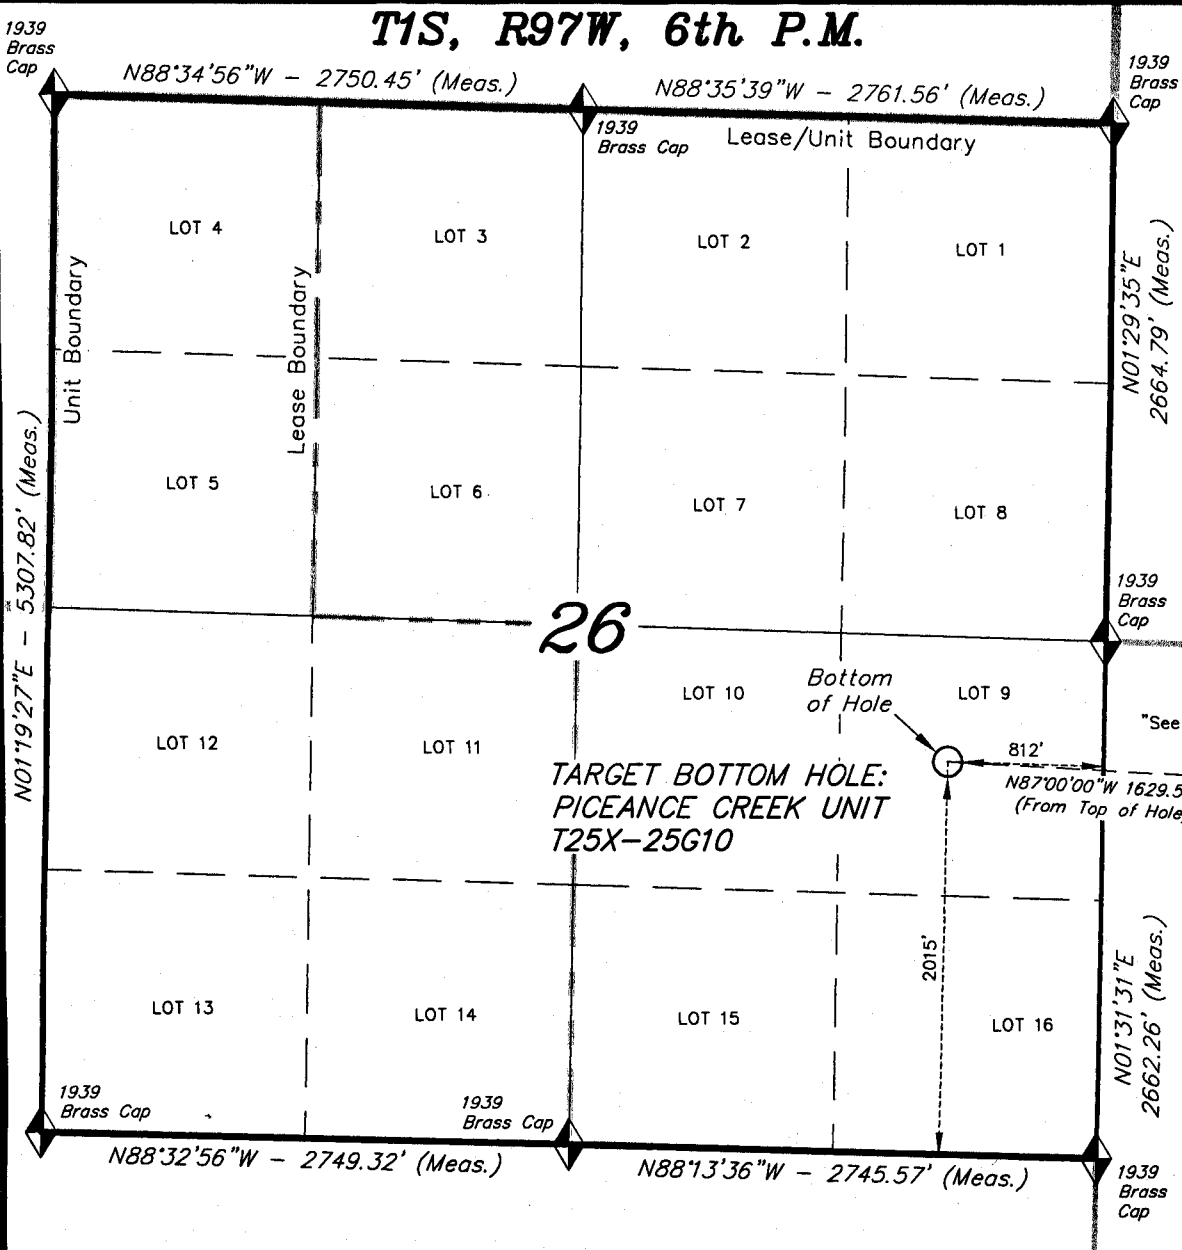 T1S, R97W, 6th P.M.
1939
Brass
Cap
N88°34'56"W - 2750.45' (Meas.)
N88°35'39"W - 2761.56' (Meas.)
1939
Brass
Cap
1939
Brass Cap
Lease/Unit Boundary
LOT 4
LOT 3
LOT 2
LOT 1
Unit Boundary
Lease Boundary
N01°29'35"E
2664.79' (Meas.)
LOT 5
LOT 6
LOT 7
LOT 8
N01°19'27"E - 5307.82' (Meas.)
1939
Brass
Cap
26
Bottom
of Hole
LOT 10
LOT 9
"See
LOT 12
LOT 11
812'
TARGET BOTTOM HOLE:
PICEANCE CREEK UNIT
T25X-25G10
N87°00'00"W 1629.5
(From Top of Hole
2015'
LOT 13
LOT 14
LOT 15
LOT 16
N01°31'31"E
2662.26' (Meas.)
1939
Brass Cap
1939
Brass Cap
N88°32'56"W - 2749.32' (Meas.)
N88°13'36"W - 2745.57' (Meas.)
1939
Brass
Cap